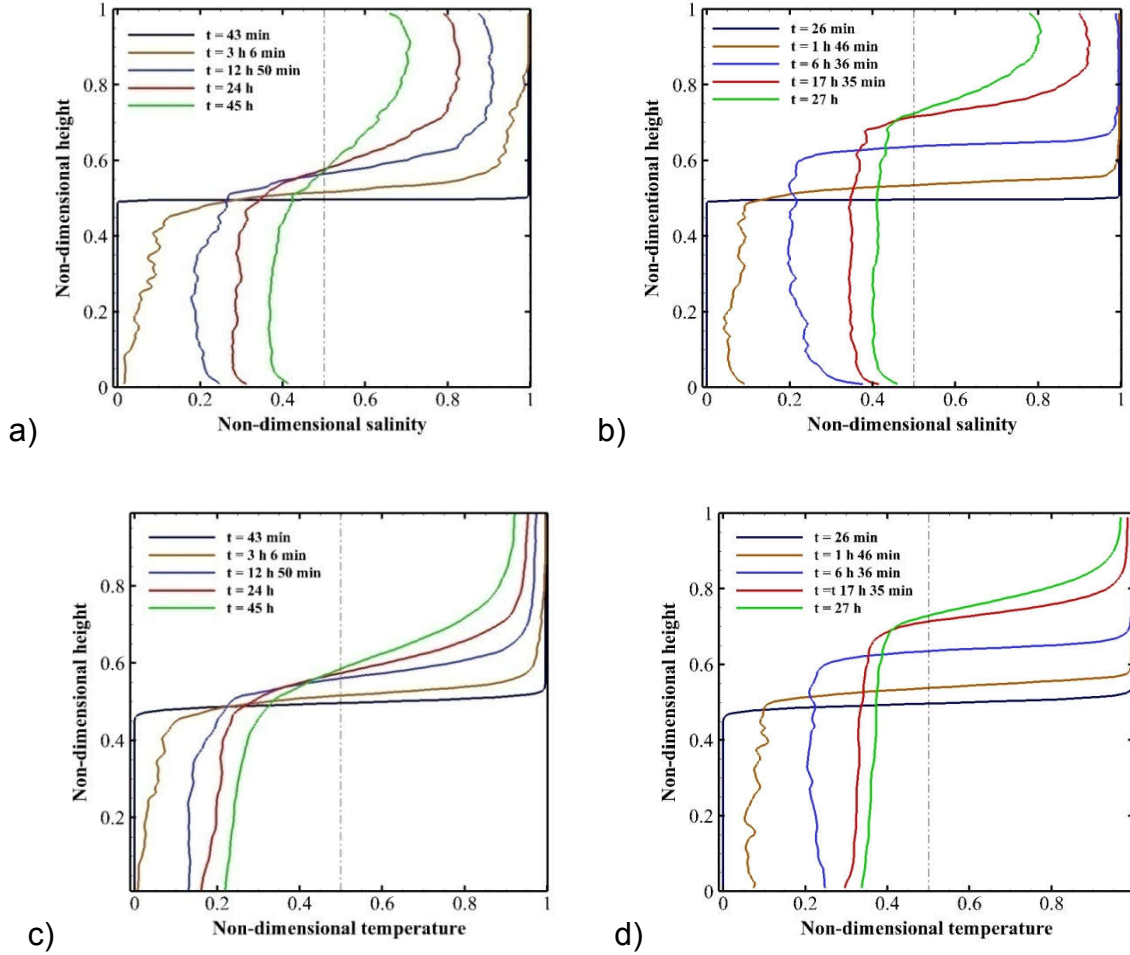 1
t = 43 min
t = 3 h 6 min
t = 12 h 50 min
t = 24 h
t = 45 h
0.8
0.6
0.4
0.2
0
Non-dimensional height
0 0.2 0.4 0.6 0.8 1
Non-dimensional salinity
a)
1
t = 26 min
t = 1 h 46 min
t = 6 h 36 min
t = 17 h 35 min
t = 27 h
0.8
0.6
0.4
0.2
0
Non-dimentional height
0 0.2 0.4 0.6 0.8 1
Non-dimensional salinity
b)
t = 43 min
t = 3 h 6 min
t = 12 h 50 min
t = 24 h
t = 45 h
0.8
0.6
0.4
0.2
Non-dimensional height
0 0.2 0.4 0.6 0.8 1
Non-dimensional temperature
c)
1
t = 26 min
t = 1 h 46 min
t = 6 h 36 min
t =t 17 h 35 min
t = 27 h
0.8
0.6
0.4
0.2
0
Non-dimensional height
0 0.2 0.4 0.6 0.8
Non-dimensional temperature
d)